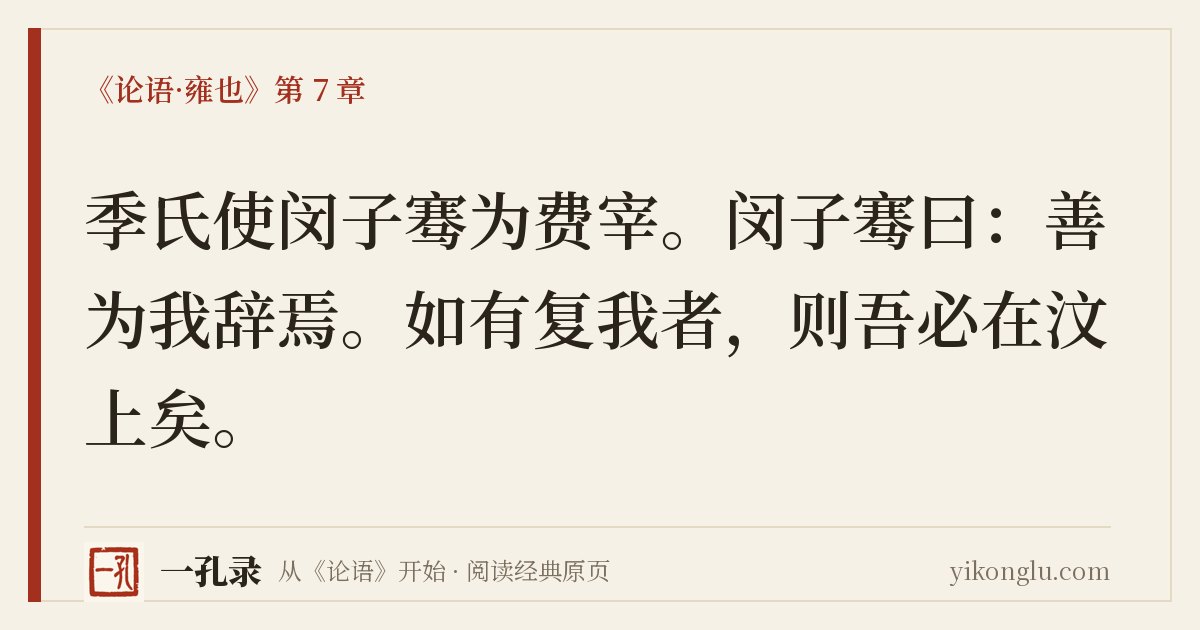 《论语·雍也》第 7 章
季氏使闵子骞为费宰。闵子骞曰：善
为我辞焉。如有复我者，则吾必在汶
上矣。
一孔
一孔录 从《论语》开始 · 阅读经典原页 yikonglu.com